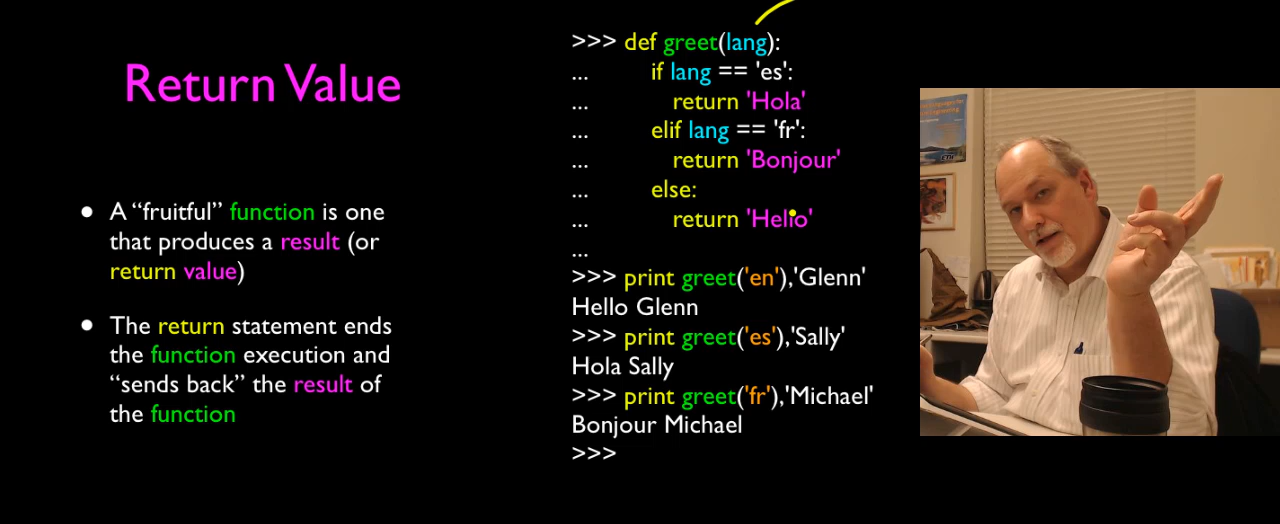 Return Value
• A “fruitful” function is one
that produces a result (or
return value)
• The return statement ends
the function execution and
“sends back” the result of
the function
>>> def greet(lang):
...         if lang == 'es':
...             return 'Hola'
...         elif lang == 'fr':
...             return 'Bonjour'
...         else:
...             return 'Hello'
...
>>> print greet('en'),'Glenn'
Hello Glenn
>>> print greet('es'),'Sally'
Hola Sally
>>> print greet('fr'),'Michael'
Bonjour Michael
>>>